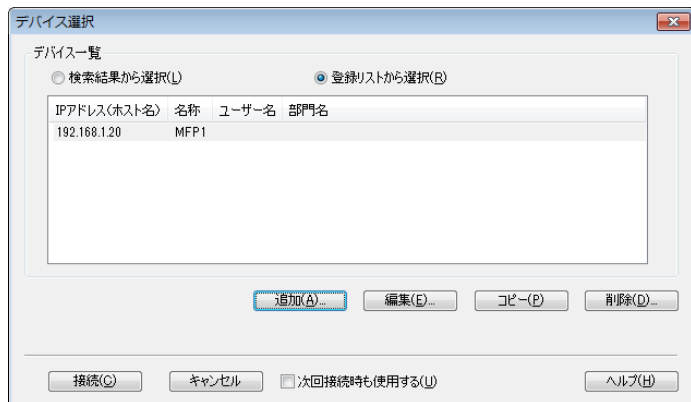 デバイス選択
デバイス一覧
検索結果から選択(L)
登録リストから選択(R)
IPアドレス(ホスト名) 名称 ユーザー名 部門名
192.168.1.20 MFP1
追加(A)... 編集(E)... コピー(P) 削除(D)...
接続(C) キャンセル 次回接続時も使用する(U) ヘルプ(H)